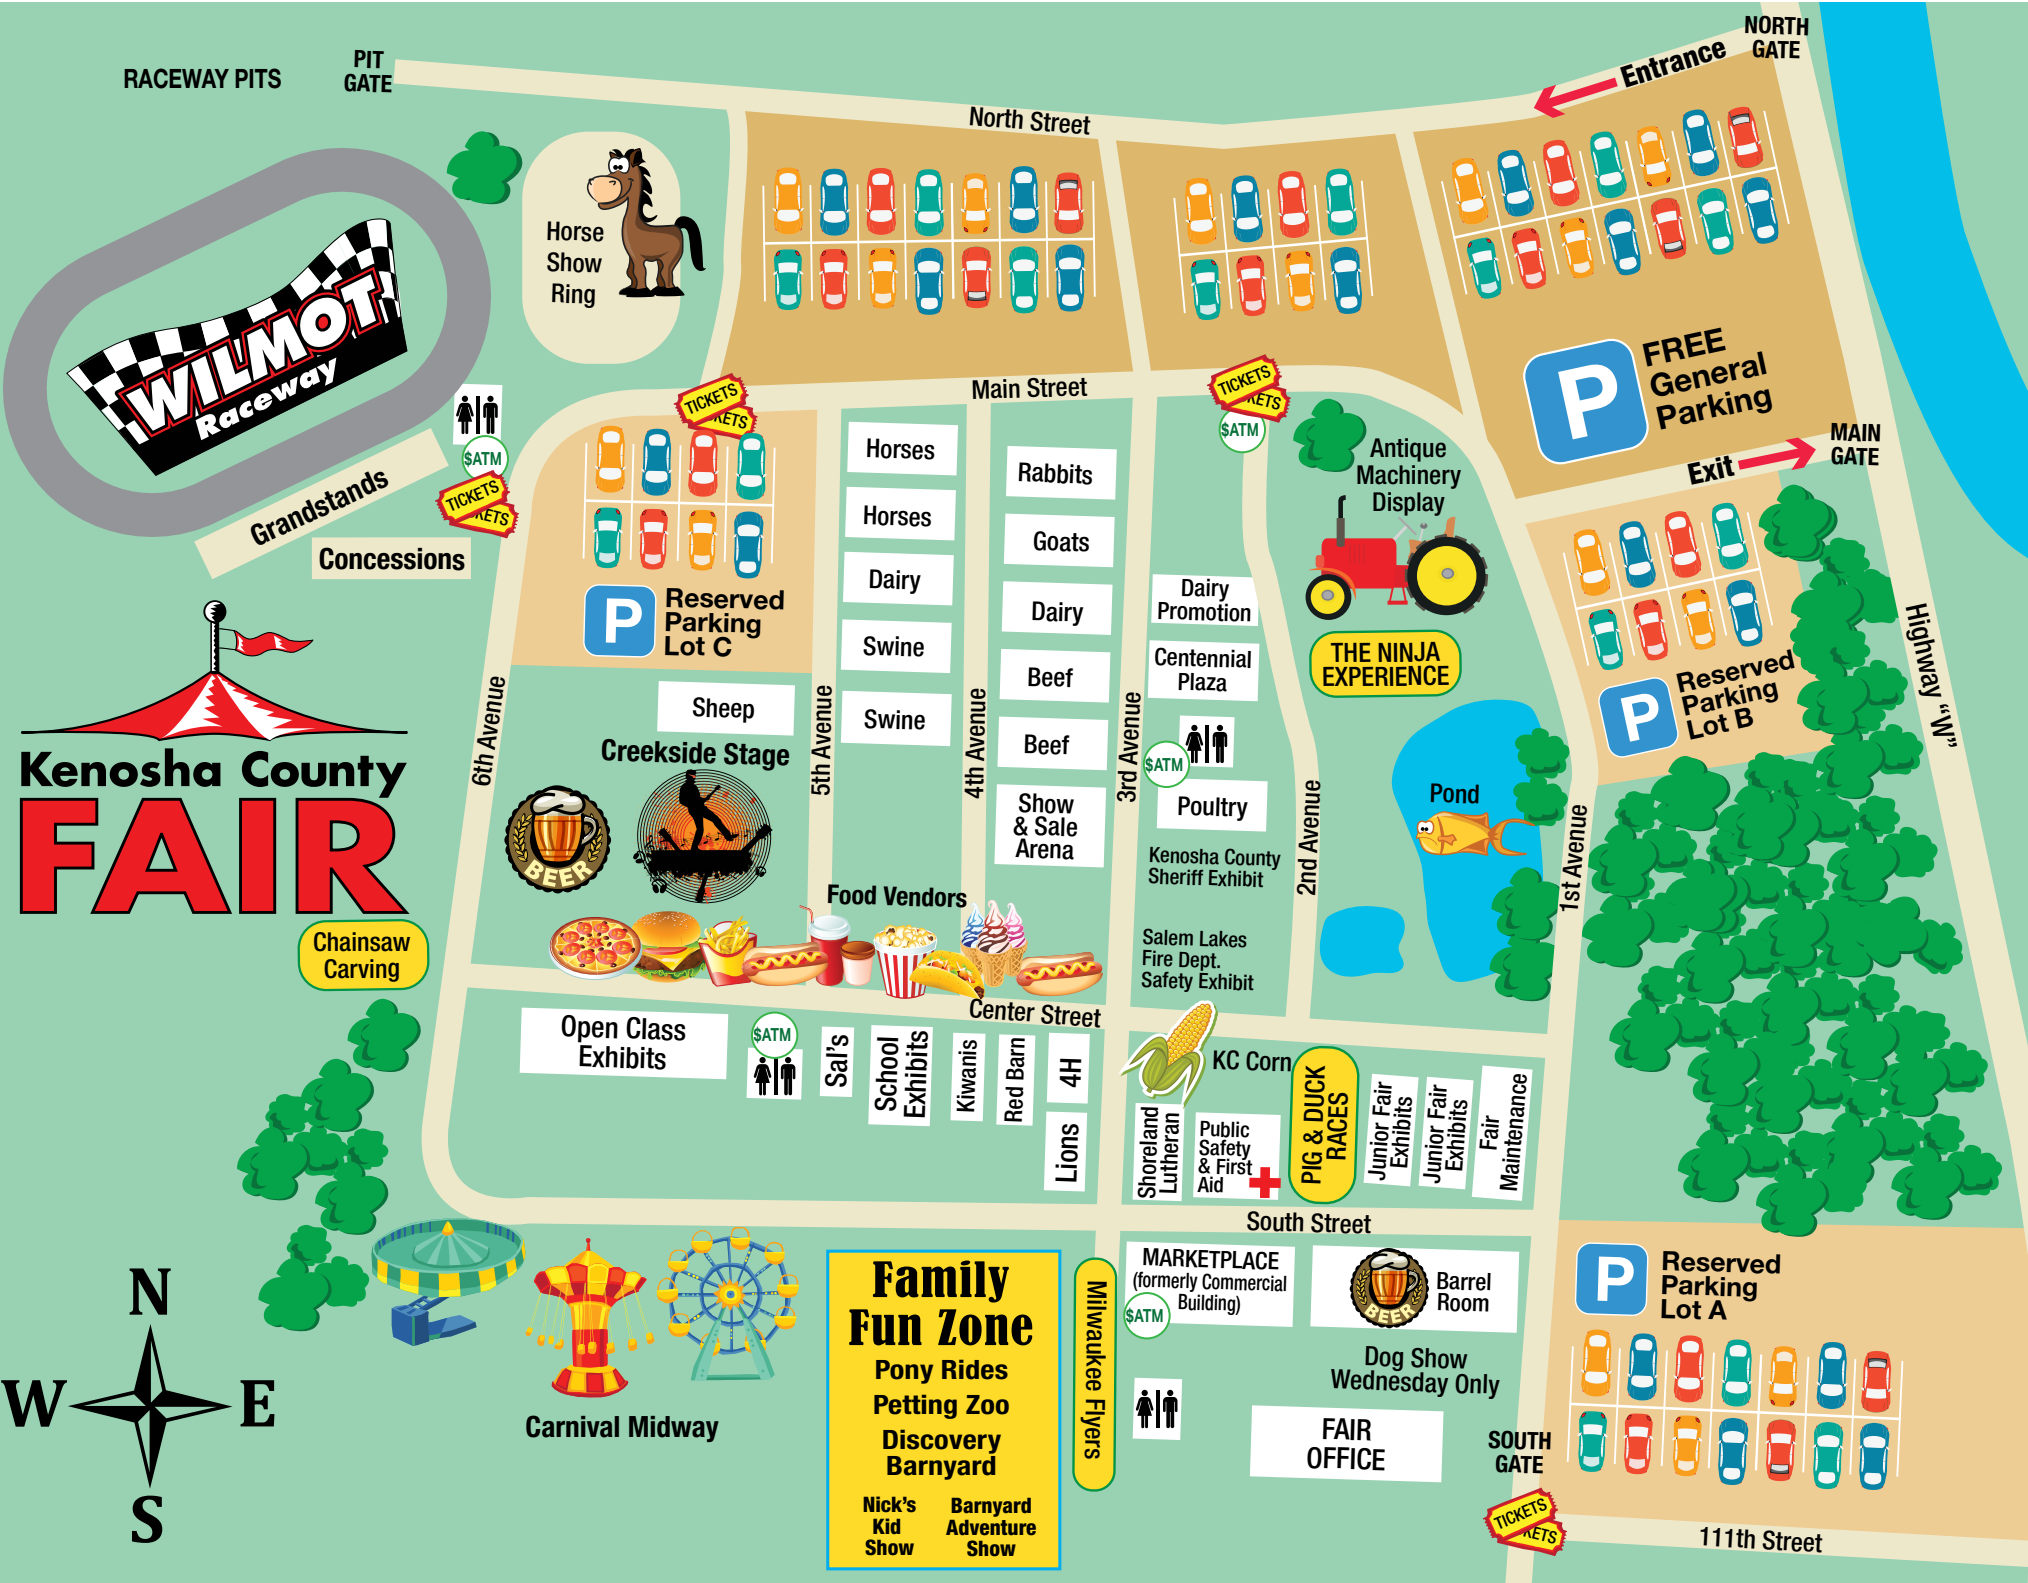 NORTH
GATE
Entrance
RACEWAY PITS
PIT
GATE
North Street
Horse
Show
Ring
WILMOT
Raceway
FREE
General
Parking
P
Main Street
TICKETS
KETS
TICKETS
KETS
$ATM
MAIN
GATE
Exit
Antique
Machinery
Display
$ATM
TICKETS
KETS
Grandstands
Concessions
P
Reserved
Parking
Lot C
Horses
Horses
Dairy
Swine
Swine
Rabbits
Goats
Dairy
Beef
Beef
Show
& Sale
Arena
Dairy
Promotion
Centennial
Plaza
$ATM
Poultry
Kenosha County
Sheriff Exhibit
Salem Lakes
Fire Dept.
Safety Exhibit
THE NINJA
EXPERIENCE
P
Reserved
Parking
Lot B
Highway "W"
Pond
6th Avenue
5th Avenue
4th Avenue
3rd Avenue
2nd Avenue
1st Avenue
Sheep
Creekside Stage
BEER
Food Vendors
Kenosha County
FAIR
Chainsaw
Carving
Center Street
Open Class
Exhibits
$ATM
Sal's
School
Exhibits
Kiwanis
Red Barn
4H
Lions
KC Corn
Shoreland
Lutheran
Public
Safety
& First
Aid
PIG & DUCK
RACES
Junior Fair
Exhibits
Junior Fair
Exhibits
Fair
Maintenance
South Street
MARKETPLACE
(formerly Commercial
Building)
$ATM
BEER
Barrel
Room
P
Reserved
Parking
Lot A
Dog Show
Wednesday Only
FAIR
OFFICE
SOUTH
GATE
TICKETS
KETS
111th Street
Milwaukee Flyers
Family
Fun Zone
Pony Rides
Petting Zoo
Discovery
Barnyard
Nick's
Kid
Show
Barnyard
Adventure
Show
Carnival Midway
N
W
E
S